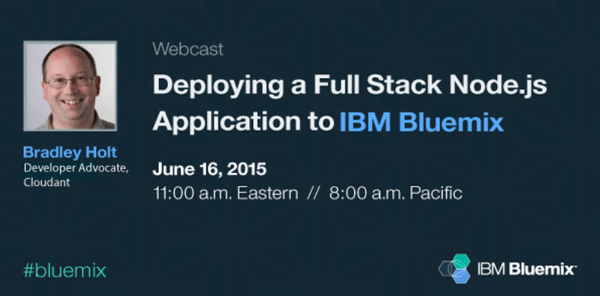 Webcast
Deploying a Full Stack Node.js
Application to IBM Bluemix
Bradley Holt
Developer Advocate,
Cloudant
June 16, 2015
11:00 a.m. Eastern // 8:00 a.m. Pacific
#bluemix
IBM Bluemix™